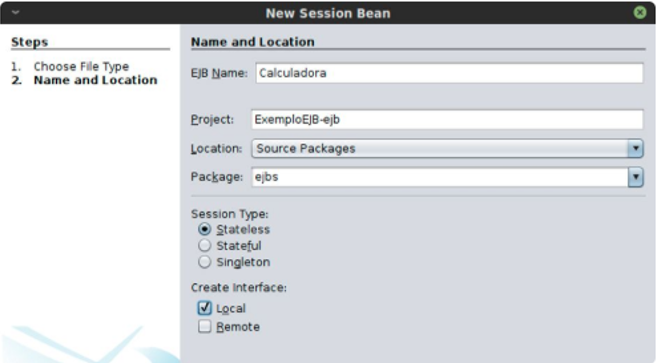 New Session Bean
Steps
1. Choose File Type
2. Name and Location
Name and Location
EJB Name: Calculadora
Project: ExemploEJB-ejb
Location: Source Packages
Package: ejbs
Session Type:
Stateless
Stateful
Singleton
Create Interface:
Local
Remote